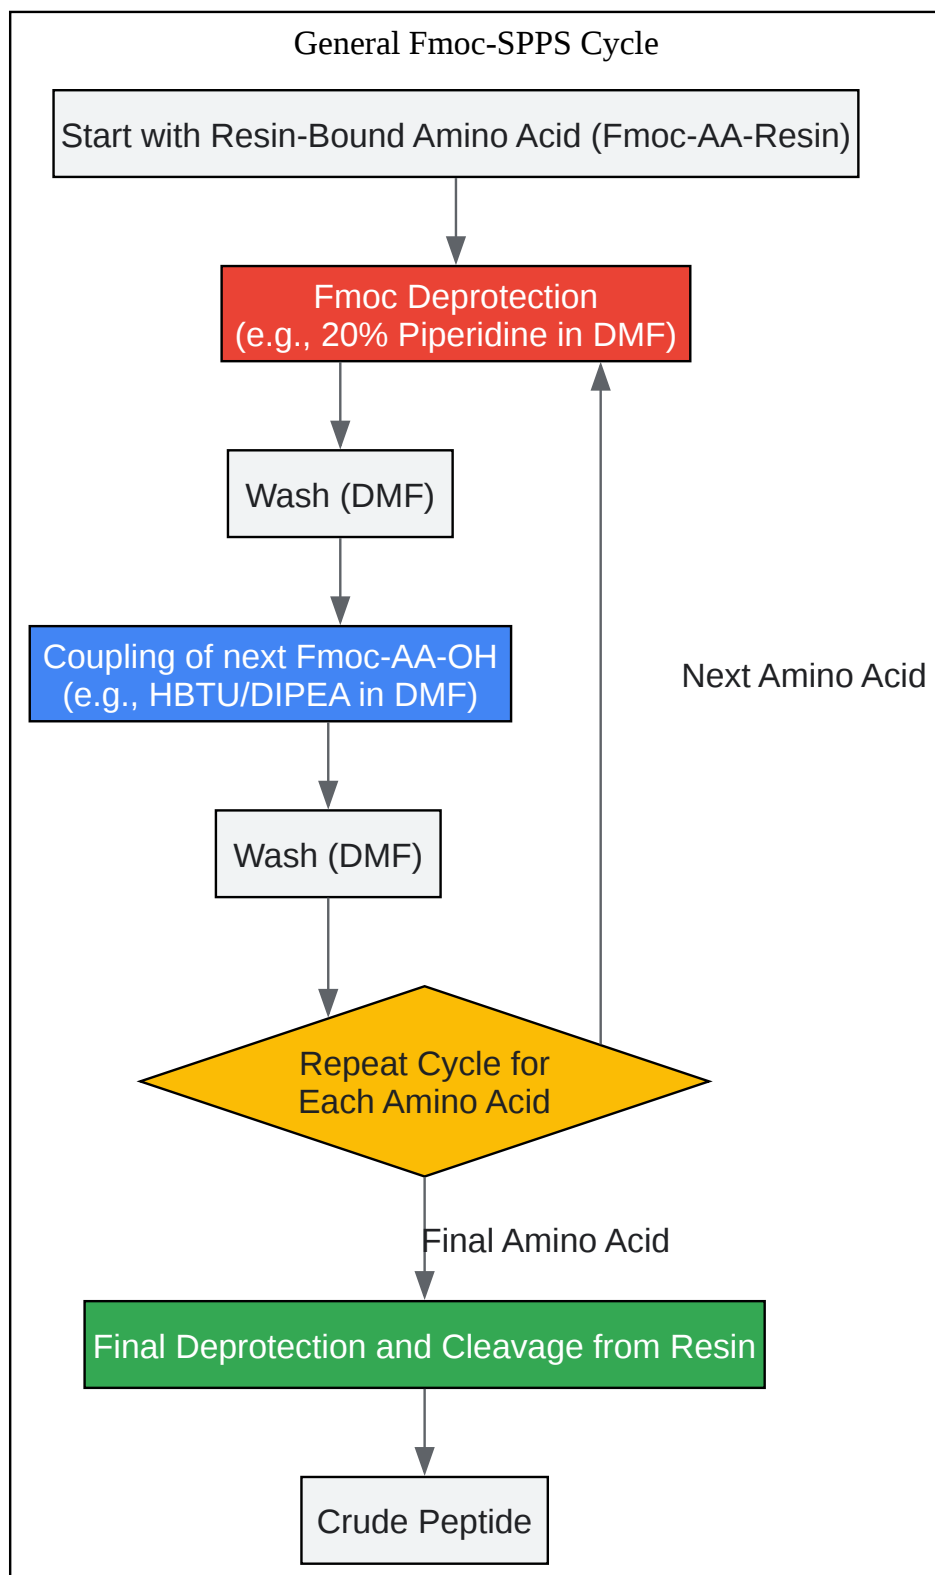 General Fmoc-SPPS Cycle
Start with Resin-Bound Amino Acid (Fmoc-AA-Resin)
Fmoc Deprotection
(e.g., 20% Piperidine in DMF)
Wash (DMF)
Coupling of next Fmoc-AA-OH
(e.g., HBTU/DIPEA in DMF)
Next Amino Acid
Wash (DMF)
Repeat Cycle for
Each Amino Acid
Final Amino Acid
Final Deprotection and Cleavage from Resin
Crude Peptide